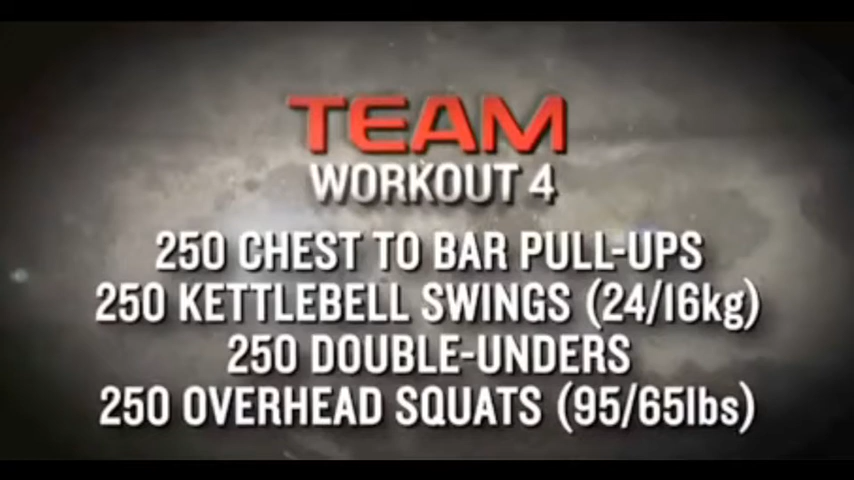 TEAM
WORKOUT 4
250 CHEST TO BAR PULL-UPS
250 KETTLEBELL SWINGS (24/16kg)
250 DOUBLE-UNDERS
250 OVERHEAD SQUATS (95/65lbs)